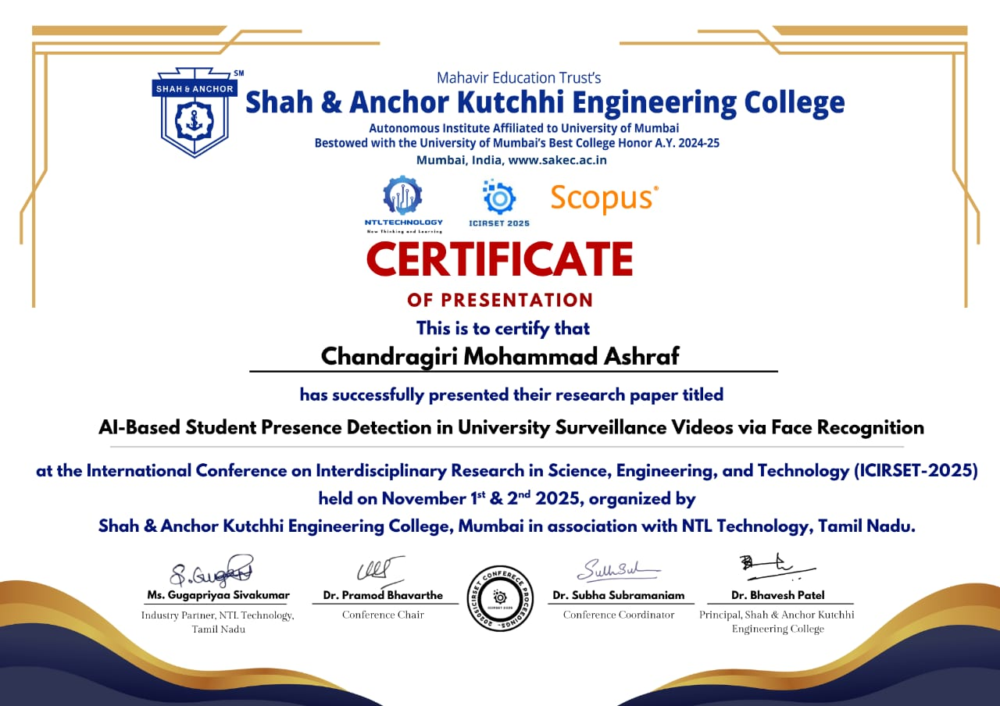 Mahavir Education Trust's
SHAH & ANCHOR
SM
Shah & Anchor Kutchhi Engineering College
Autonomous Institute Affiliated to University of Mumbai
Bestowed with the University of Mumbai's Best College Honor A.Y. 2024-25
Mumbai, India, www.sakec.ac.in
NTLTECHNOLOGY
New Thinking and Learning
ICIRSET 2025
Scopus®
CERTIFICATE
OF PRESENTATION
This is to certify that
Chandragiri Mohammad Ashraf
has successfully presented their research paper titled
AI-Based Student Presence Detection in University Surveillance Videos via Face Recognition
at the International Conference on Interdisciplinary Research in Science, Engineering, and Technology (ICIRSET-2025)
held on November 1st & 2nd 2025, organized by
Shah & Anchor Kutchhi Engineering College, Mumbai in association with NTL Technology, Tamil Nadu.
Ms. Gugapriyaa Sivakumar
Industry Partner, NTL Technology,
Tamil Nadu
Dr. Pramod Bhavarthe
Conference Chair
ICIRSET CONFERECE PROCEEDINGS
ICIRSET 2025
Dr. Subha Subramaniam
Conference Coordinator
Dr. Bhavesh Patel
Principal, Shah & Anchor Kutchhi
Engineering College